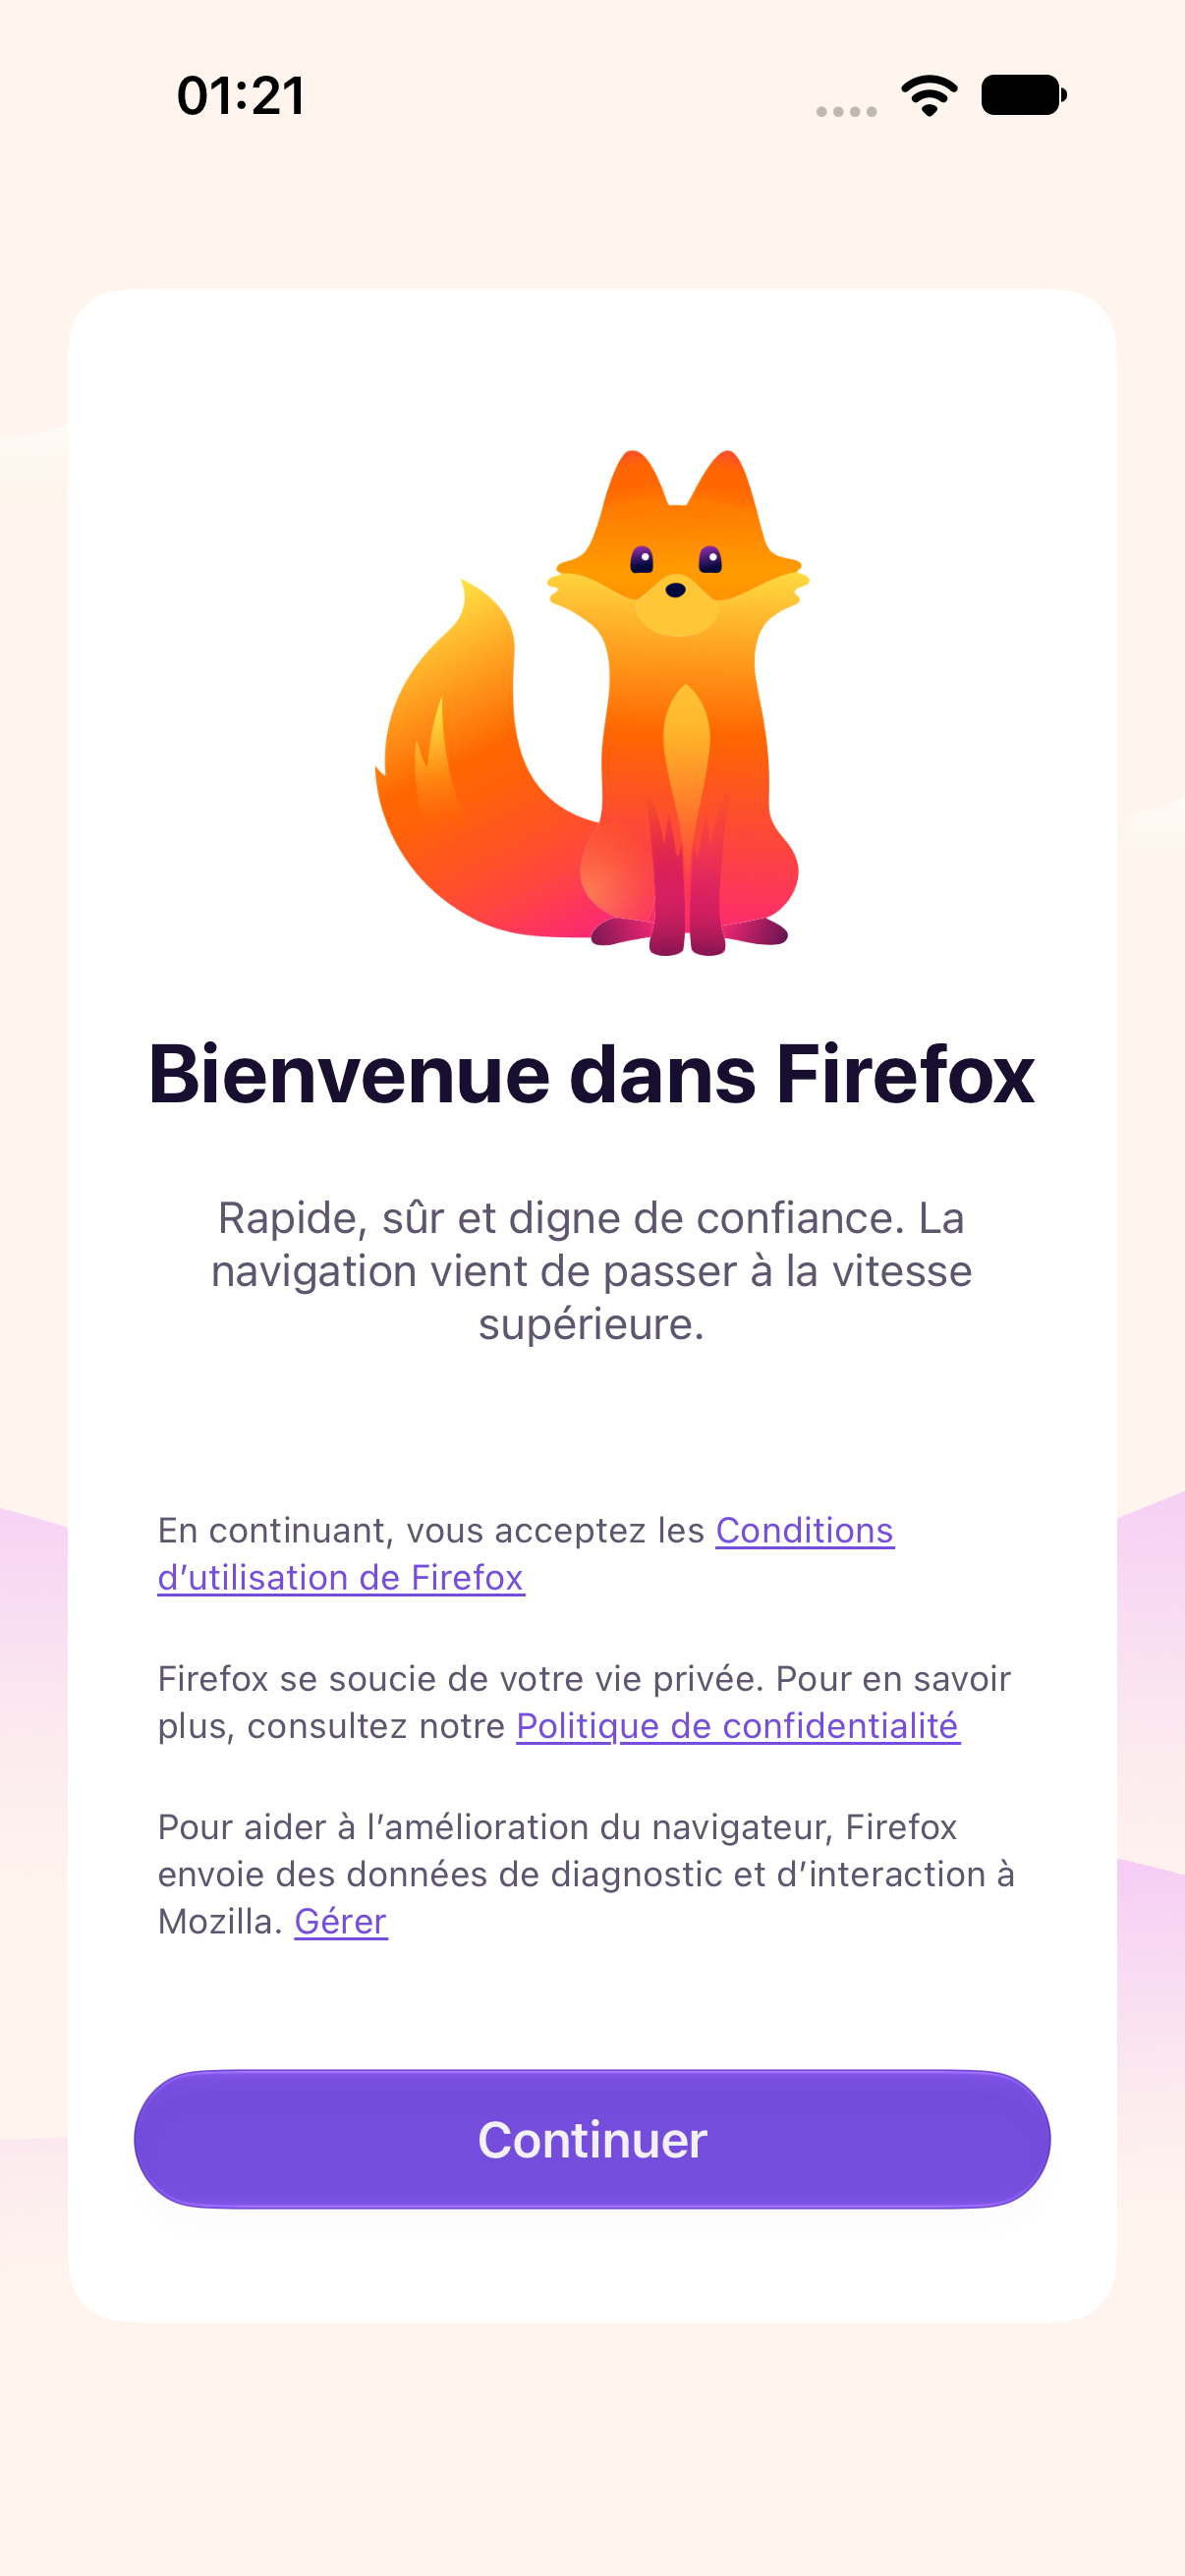 01:21
Bienvenue dans Firefox
Rapide, sûr et digne de confiance. La
navigation vient de passer à la vitesse
supérieure.
En continuant, vous acceptez les Conditions
d’utilisation de Firefox
Firefox se soucie de votre vie privée. Pour en savoir
plus, consultez notre Politique de confidentialité
Pour aider à l’amélioration du navigateur, Firefox
envoie des données de diagnostic et d’interaction à
Mozilla. Gérer
Continuer